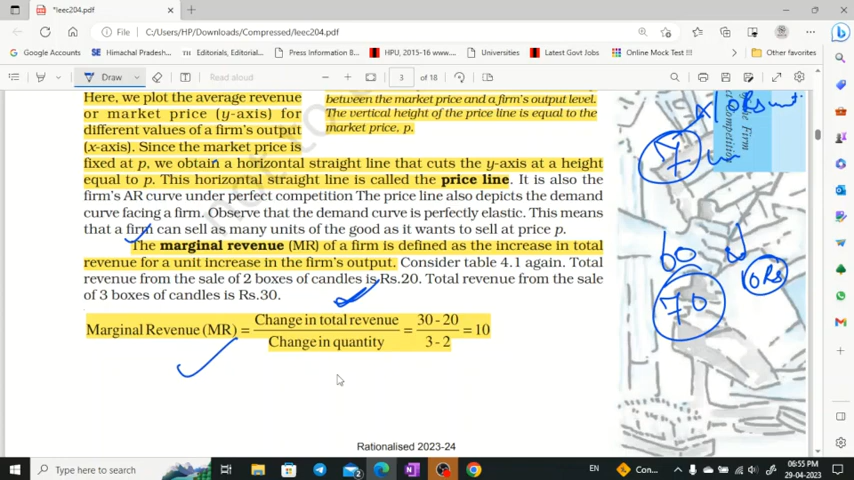 *leec204.pdf
File
C:/Users/HP/Downloads/Compressed/leec204.pdf
Google Accounts
Himachal Pradesh...
Editorials, Editorial...
Press Information B...
HPU, 2015-16 www....
Universities
Latest Govt Jobs
Online Mock TEST ||
Other favorites
Draw
Read aloud
3
of 18
Here, we plot the average revenue
or market price (y-axis) for
different values of a firm's output
(x-axis). Since the market price is
between the market price and a firm's output level.
The vertical height of the price line is equal to the
market price, p.
fixed at p, we obtain a horizontal straight line that cuts the y-axis at a height
equal to p. This horizontal straight line is called the price line. It is also the
firm's AR curve under perfect competition The price line also depicts the demand
curve facing a firm. Observe that the demand curve is perfectly elastic. This means
that a firm can sell as many units of the good as it wants to sell at price p.
The marginal revenue (MR) of a firm is defined as the increase in total
revenue for a unit increase in the firm's output. Consider table 4.1 again. Total
revenue from the sale of 2 boxes of candles is Rs.20. Total revenue from the sale
of 3 boxes of candles is Rs.30.
Marginal Revenue (MR) = Change in total revenue / Change in quantity = 30 - 20 / 3 - 2 = 10
Rationalised 2023-24
the Firm
Competition
7
60
70
10 Rs
Type here to search
2
Con...
EN
06:55 PM
29-04-2023